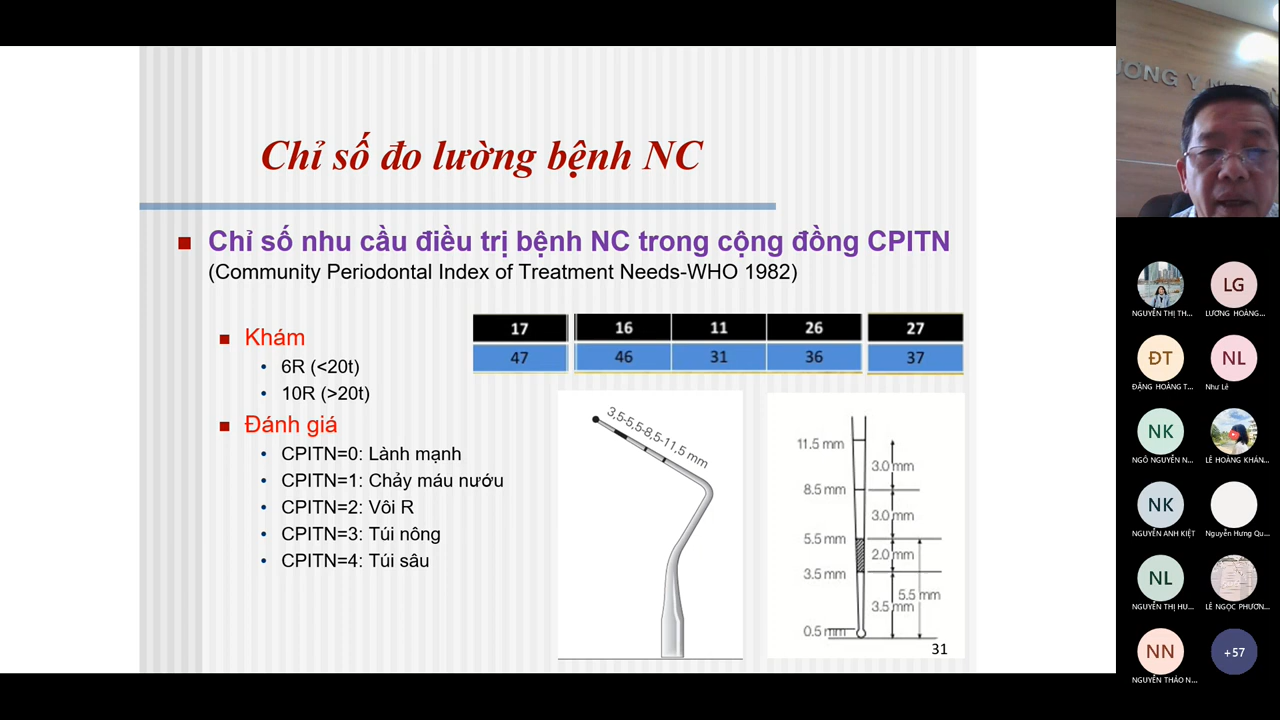 Chỉ số đo lường bệnh NC
Chỉ số nhu cầu điều trị bệnh NC trong cộng đồng CPITN
(Community Periodontal Index of Treatment Needs-WHO 1982)
Khám
6R (<20t)
10R (>20t)
Đánh giá
CPITN=0: Lành mạnh
CPITN=1: Chảy máu nướu
CPITN=2: Vôi R
CPITN=3: Túi nông
CPITN=4: Túi sâu
17 16 11 26 27
47 46 31 36 37
3,5-5,5-8,5-11,5 mm
11.5 mm
3.0 mm
8.5 mm
3.0 mm
5.5 mm
2.0 mm
3.5 mm
5.5 mm
3.5 mm
0.5 mm
31
ƯƠNG Y
NGUYỄN THỊ TH...
LG
LƯƠNG HOÀNG...
ĐT
ĐẶNG HOÀNG T...
NL
Như Lê
NK
NGÔ NGUYỄN N...
LÊ HOÀNG KHÁN...
NK
NGUYỄN ANH KIỆT
Nguyễn Hưng Qu...
NL
NGUYỄN THỊ HU...
LÊ NGỌC PHƯƠN...
NN
NGUYỄN THẢO N...
+57